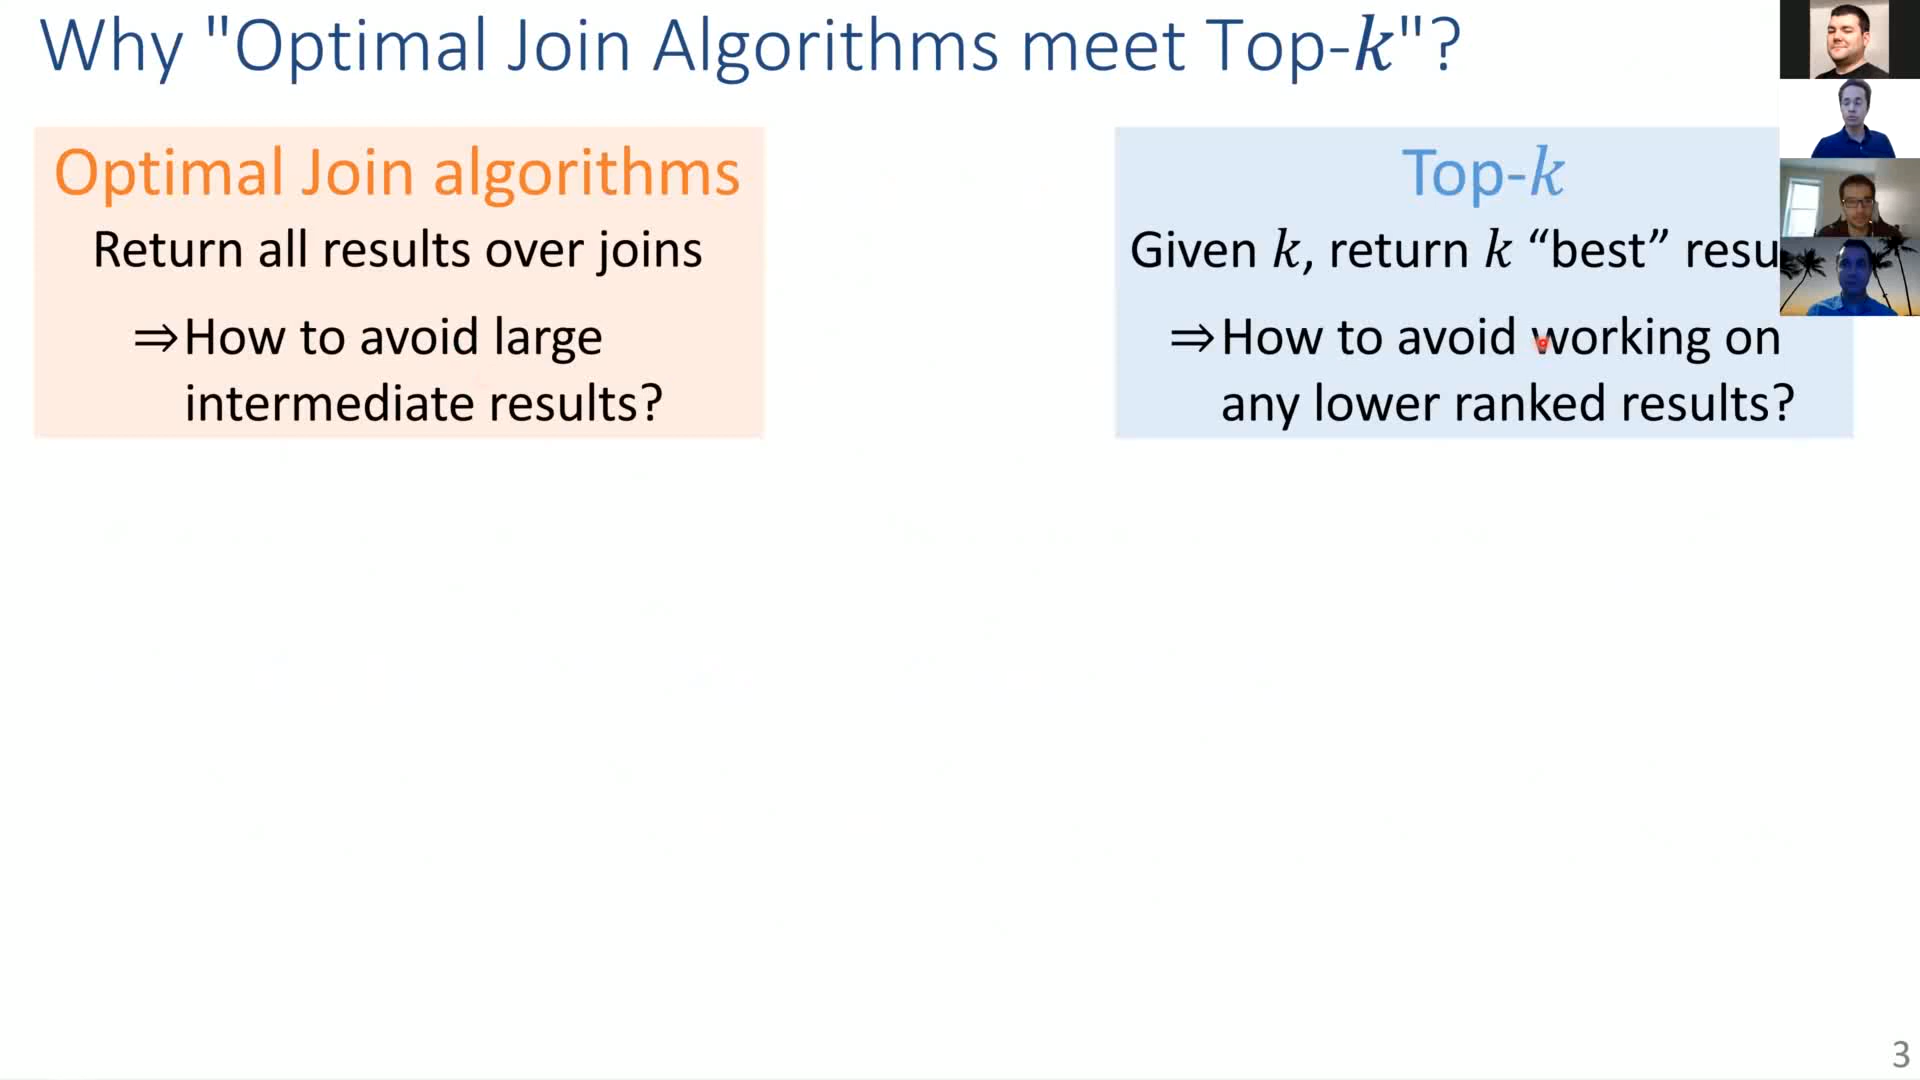 Why "Optimal Join Algorithms meet Top-k"?
Optimal Join algorithms
Return all results over joins
⇒How to avoid large
intermediate results?
Top-k
Given k, return k “best” resu
⇒How to avoid working on
any lower ranked results?
3